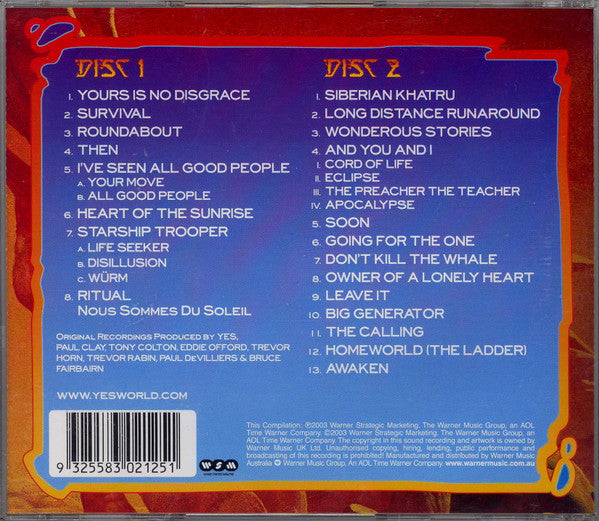 DISC 1
1. YOURS IS NO DISGRACE
2. SURVIVAL
3. ROUNDABOUT
4. THEN
5. I'VE SEEN ALL GOOD PEOPLE
A. YOUR MOVE
B. ALL GOOD PEOPLE
6. HEART OF THE SUNRISE
7. STARSHIP TROOPER
A. LIFE SEEKER
B. DISILLUSION
C. WÜRM
8. RITUAL
NOUS SOMMES DU SOLEIL
ORIGINAL RECORDINGS PRODUCED BY YES,
PAUL CLAY, TONY COLTON, EDDIE OFFORD, TREVOR
HORN, TREVOR RABIN, PAUL DEVILLIERS & BRUCE
FAIRBAIRN
WWW.YESWORLD.COM
9 325583 021251
DISC 2
1. SIBERIAN KHATRU
2. LONG DISTANCE RUNAROUND
3. WONDEROUS STORIES
4. AND YOU AND I
I. CORD OF LIFE
II. ECLIPSE
III. THE PREACHER THE TEACHER
IV. APOCALYPSE
5. SOON
6. GOING FOR THE ONE
7. DON'T KILL THE WHALE
8. OWNER OF A LONELY HEART
9. LEAVE IT
10. BIG GENERATOR
11. THE CALLING
12. HOMEWORLD (THE LADDER)
13. AWAKEN
This Compilation: ℗2003 Warner Strategic Marketing, The Warner Music Group, an AOL
Time Warner Company. ©2003 Warner Strategic Marketing, The Warner Music Group, an
AOL Time Warner Company. The copyright in this sound recording and artwork is owned by
Warner Music UK Ltd. Unauthorised copying, hiring, lending, public performance and
broadcasting of this recording is prohibited! Manufactured and distributed by Warner Music
Australia Warner Music Group, An AOL Time Warner Company. www.warnermusic.com.au
WSM